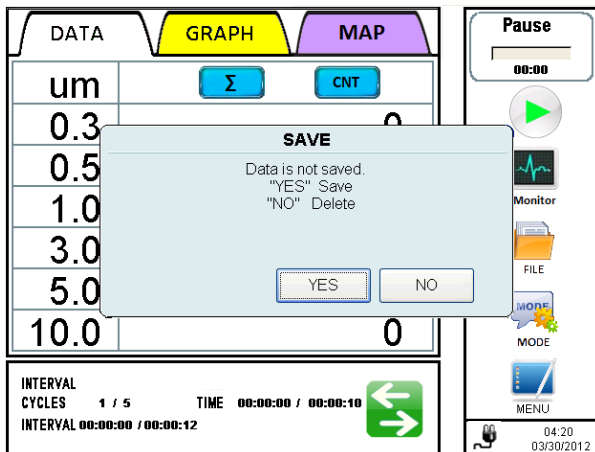 DATA
GRAPH
MAP
um
Σ
CNT
0.3
0.5
1.0
3.0
5.0
10.0
0
SAVE
Data is not saved.
"YES" Save
"NO" Delete
YES
NO
INTERVAL
CYCLES 1 / 5 TIME 00:00:00 / 00:00:10
INTERVAL 00:00:00 / 00:00:12
Pause
00:00
Monitor
FILE
MODE
MODE
MENU
04:20
03/30/2012